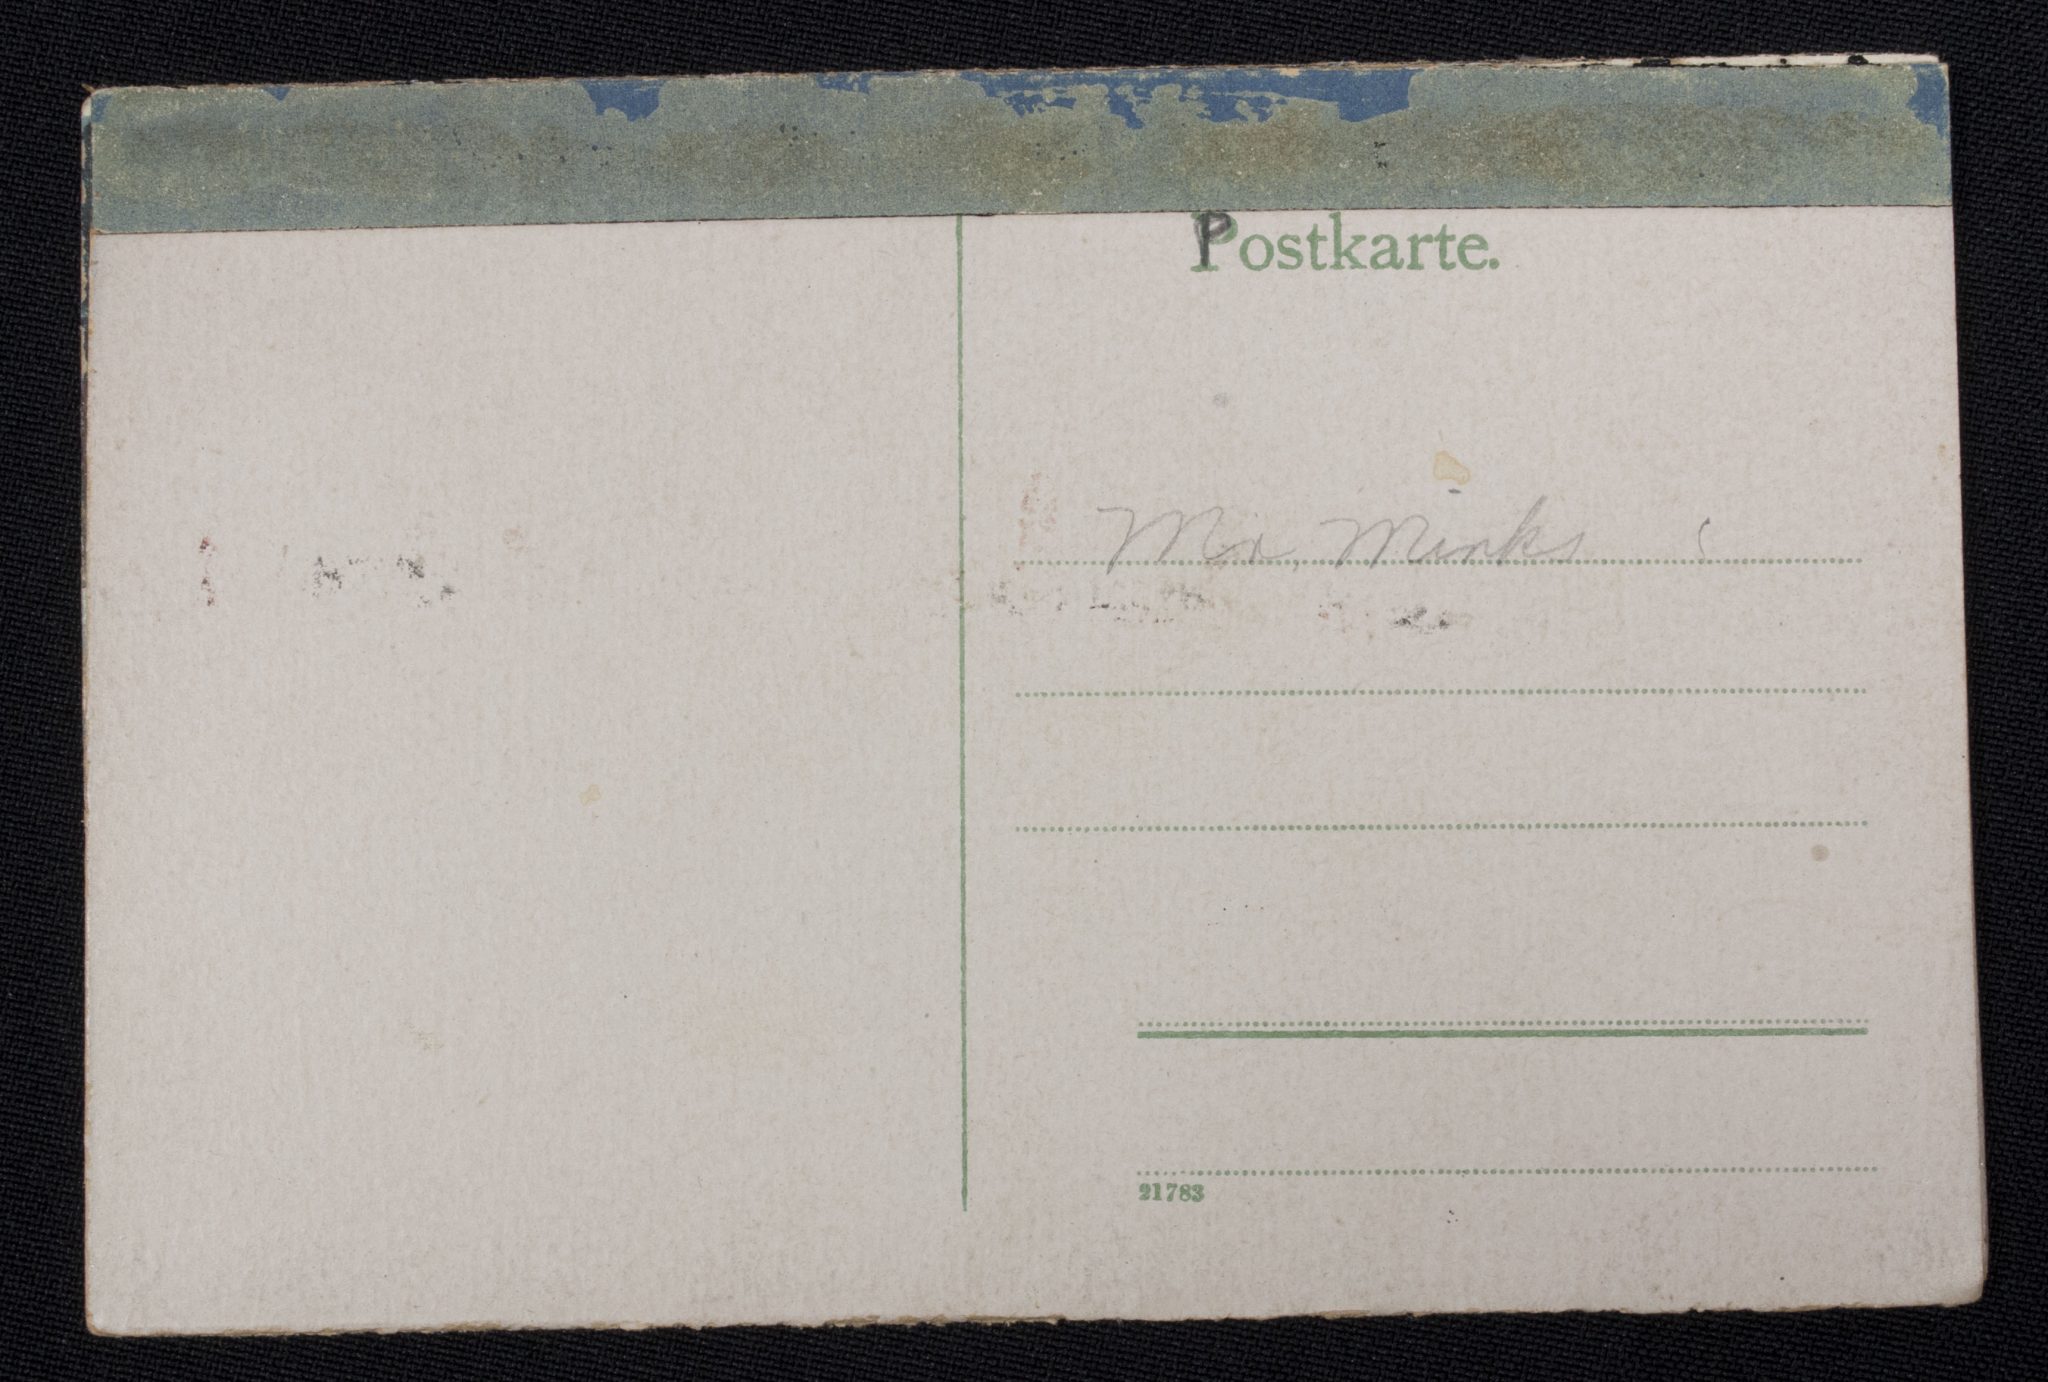 Postkarte.
Mr. Minks
21783